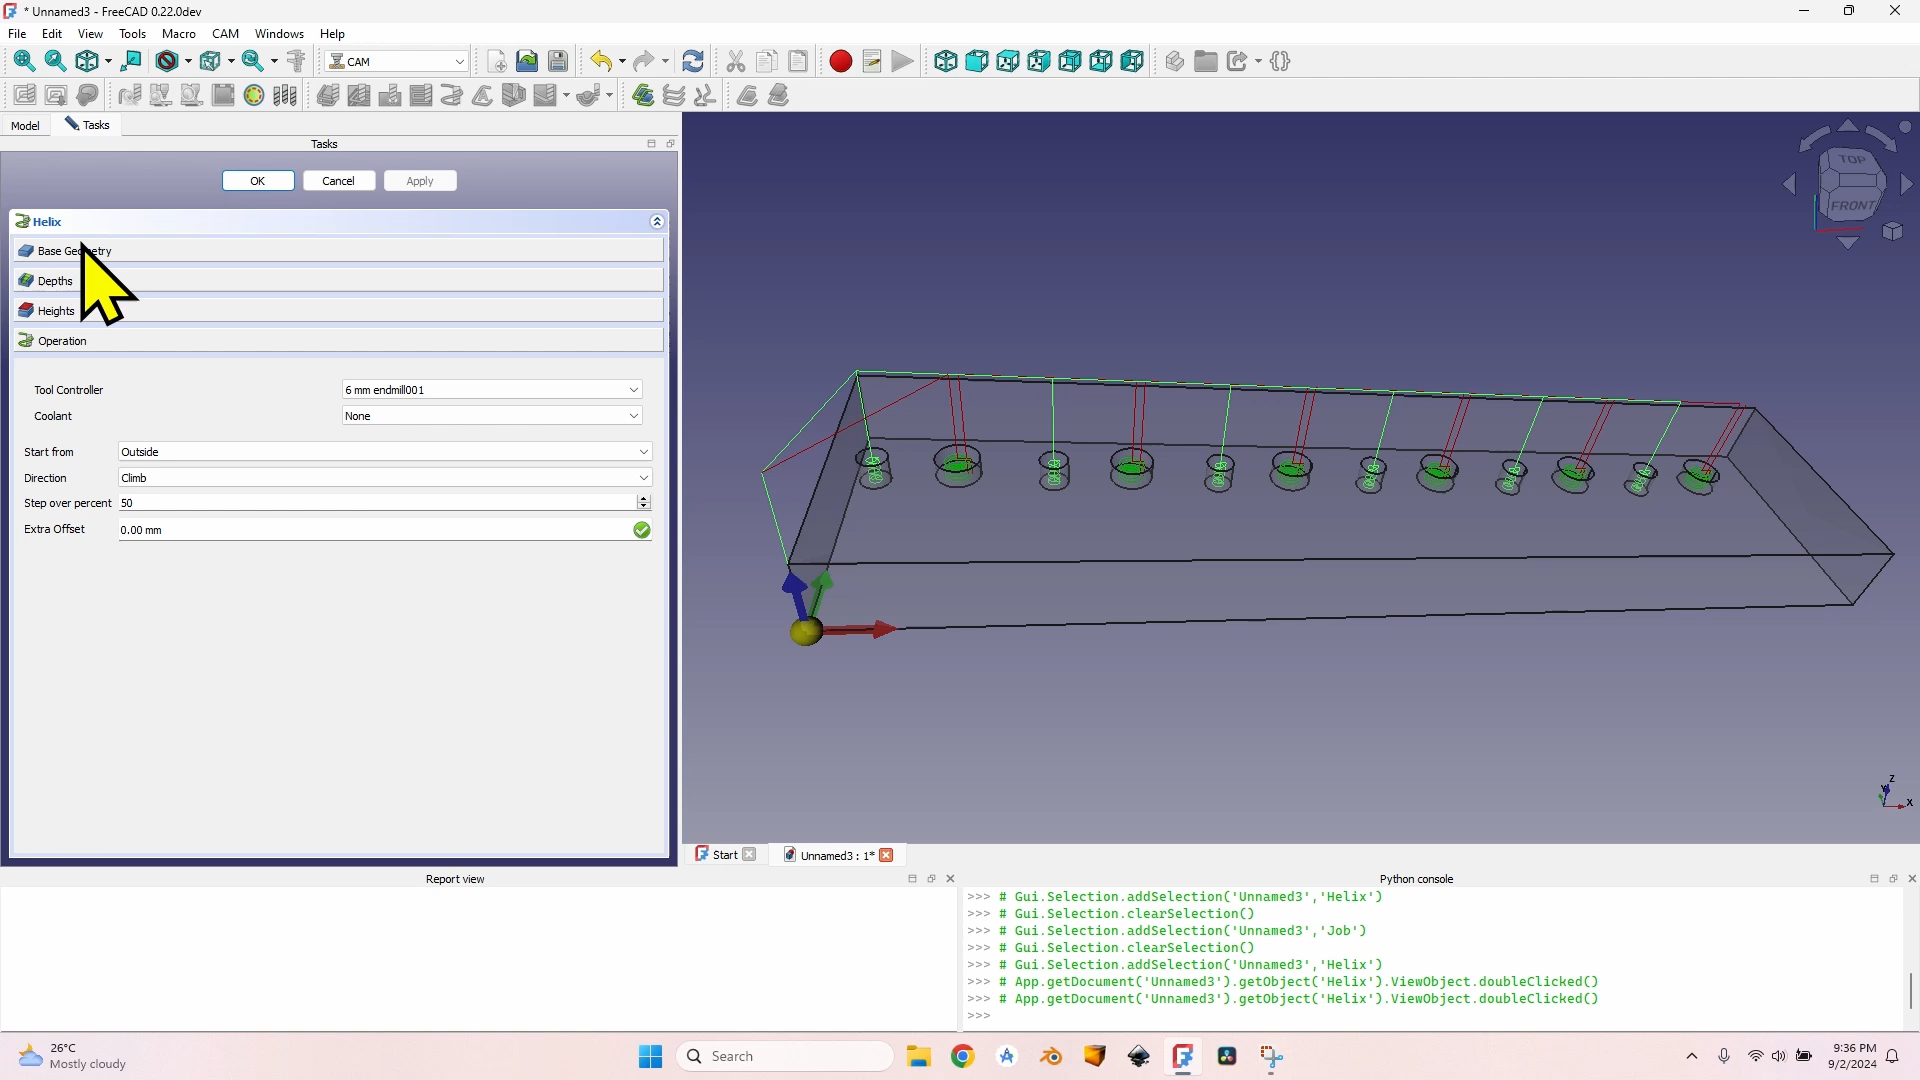 * Unnamed3 - FreeCAD 0.22.0dev
File Edit View Tools Macro CAM Windows Help
CAM
Model Tasks
Tasks
OK Cancel Apply
Helix
Base Geometry
Depths
Heights
Operation
Tool Controller 6 mm endmill001
Coolant None
Start from Outside
Direction Climb
Step over percent 50
Extra Offset 0.00 mm
TOP
FRONT
Z
Y
X
Start Unnamed3 : 1*
Report view
Python console
>>> # Gui.Selection.addSelection('Unnamed3','Helix')
>>> # Gui.Selection.clearSelection()
>>> # Gui.Selection.addSelection('Unnamed3','Job')
>>> # Gui.Selection.clearSelection()
>>> # Gui.Selection.addSelection('Unnamed3','Helix')
>>> # App.getDocument('Unnamed3').getObject('Helix').ViewObject.doubleClicked()
>>> # App.getDocument('Unnamed3').getObject('Helix').ViewObject.doubleClicked()
>>>
26°C
Mostly cloudy
Search
9:36 PM
9/2/2024